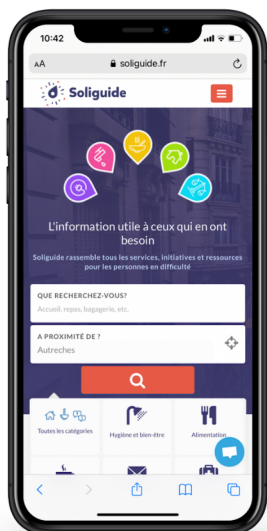 10:42
AA
soliguide.fr
Soliguide
L'information utile à ceux qui en ont
besoin
Soliguide rassemble tous les services, initiatives et ressources
pour les personnes en difficulté
QUE RECHERCHEZ-VOUS?
Accueil, repas, bagagerie, etc.
A PROXIMITÉ DE ?
Autreches
Toutes les catégories
Hygiène et bien-être
Alimentation